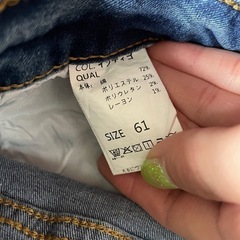 COL. インディゴ
QUAL
本体: 綿 72%
ポリエステル 25%
ポリウレタン 2%
レーヨン 1%
SIZE 61